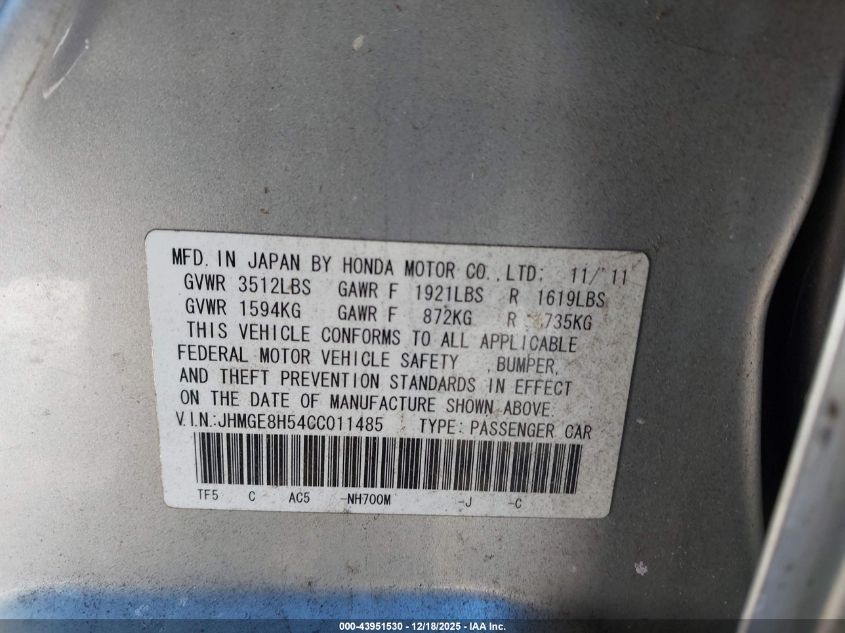 MFD. IN JAPAN BY HONDA MOTOR CO., LTD: 11/11
GVWR 3512LBS GAWR F 1921LBS R 1619LBS
GVWR 1594KG GAWR F 872KG R 735KG
THIS VEHICLE CONFORMS TO ALL APPLICABLE
FEDERAL MOTOR VEHICLE SAFETY , BUMPER,
AND THEFT PREVENTION STANDARDS IN EFFECT
ON THE DATE OF MANUFACTURE SHOWN ABOVE.
V.I.N.:JHMGE8H54CC011485 TYPE: PASSENGER CAR
TF5 C AC5 -NH700M -J -C
000-43951530 - 12/18/2025 - IAA Inc.